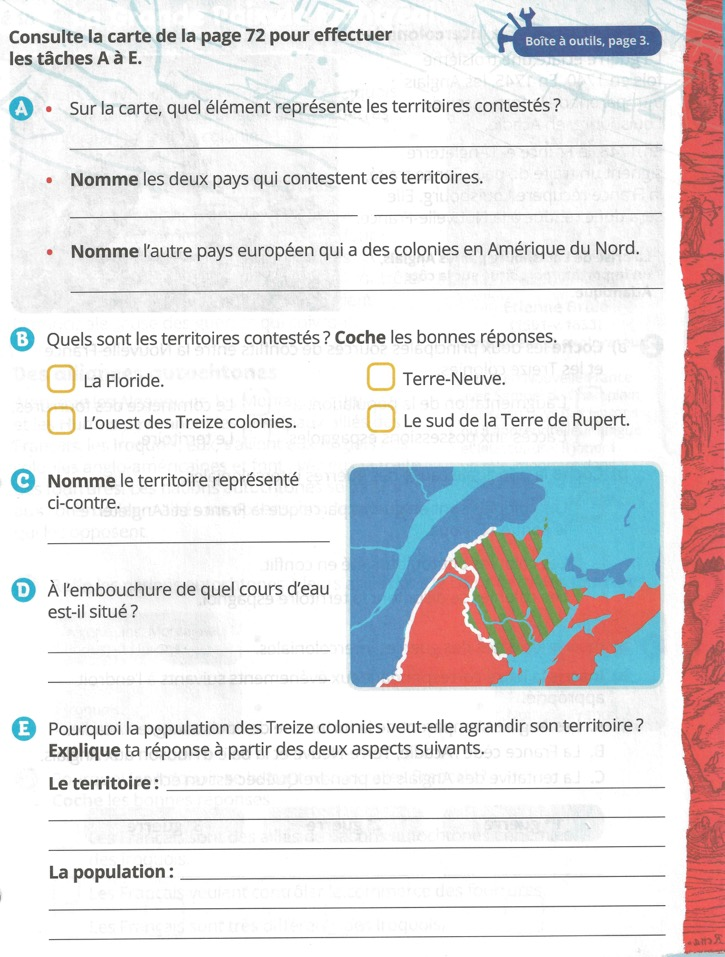 Consulte la carte de la page 72 pour effectuer
les tâches A à E.
Boîte à outils, page 3.
A • Sur la carte, quel élément représente les territoires contestés ?
• Nomme les deux pays qui contestent ces territoires.
• Nomme l'autre pays européen qui a des colonies en Amérique du Nord.
B Quels sont les territoires contestés ? Coche les bonnes réponses.
La Floride.
Terre-Neuve.
L'ouest des Treize colonies.
Le sud de la Terre de Rupert.
C Nomme le territoire représenté
ci-contre.
D À l'embouchure de quel cours d'eau
est-il situé ?
E Pourquoi la population des Treize colonies veut-elle agrandir son territoire ?
Explique ta réponse à partir des deux aspects suivants.
Le territoire :
La population :